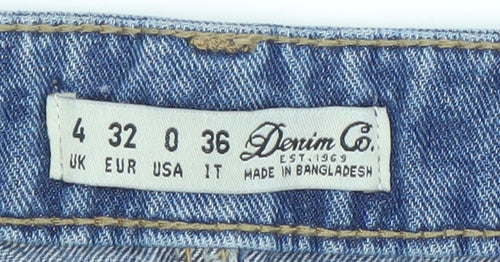 4 32 0 36 Denim Co.
UK EUR USA IT EST. 1969
MADE IN BANGLADESH